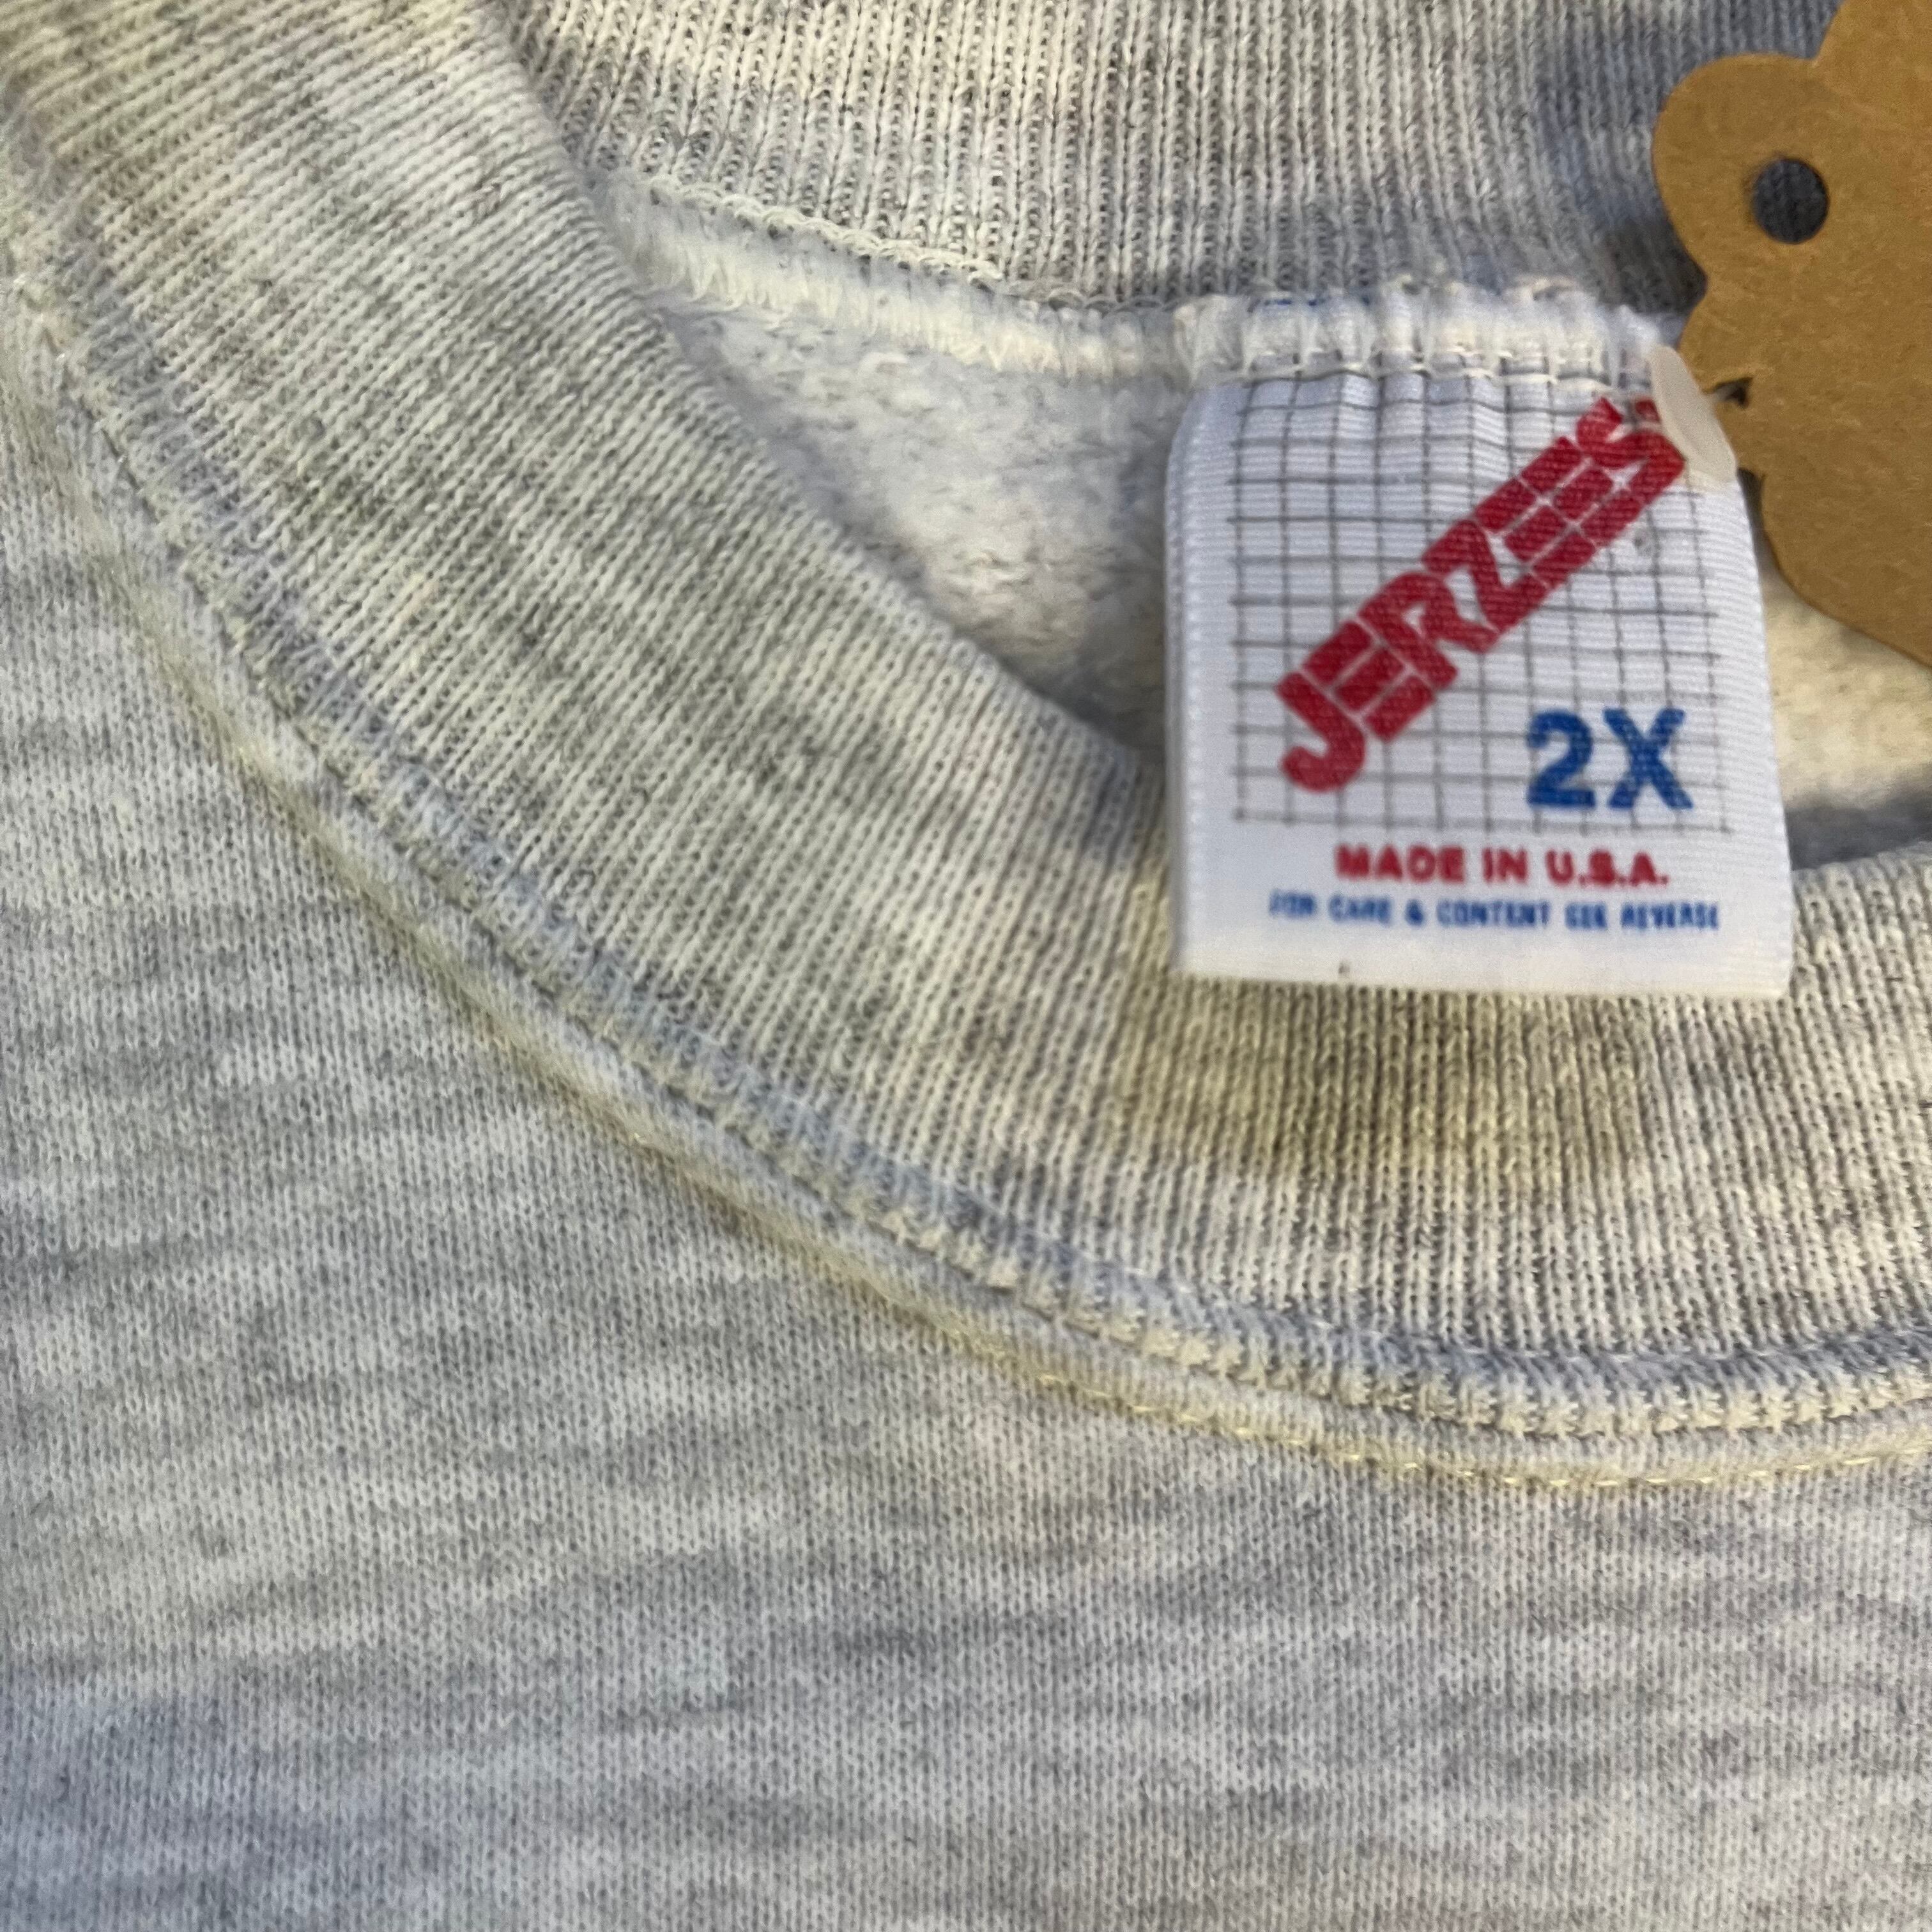 JERZEES
2X
MADE IN U.S.A.
FOR CARE & CONTENT SEE REVERSE